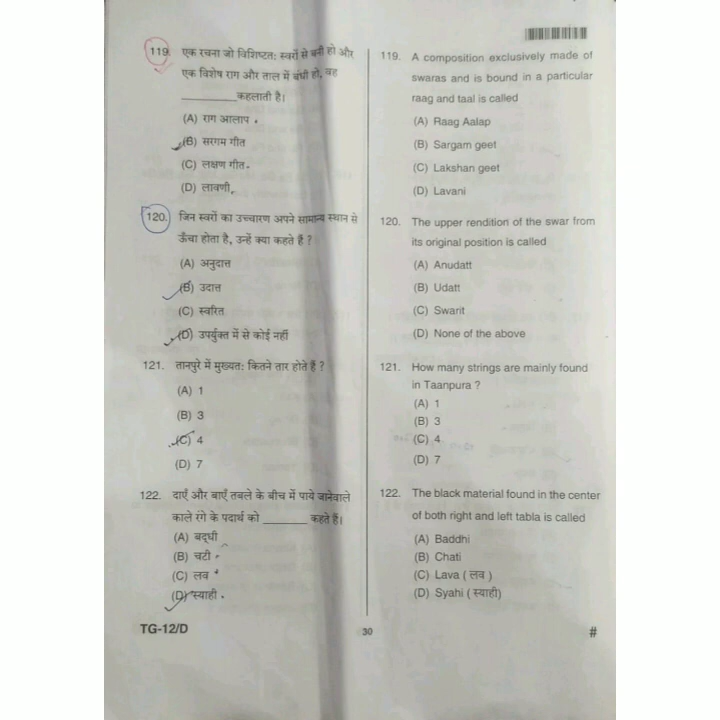 119. एक रचना जो विशिष्टत: स्वरों से बनी हो और
एक विशेष राग और ताल में बंधी हो, वह
________कहलाती है।
(A) राग आलाप
(B) सरगम गीत
(C) लक्षण गीत
(D) लावणी
120. जिन स्वरों का उच्चारण अपने सामान्य स्थान से
ऊँचा होता है, उन्हें क्या कहते हैं ?
(A) अनुदात्त
(B) उदात्त
(C) स्वरित
(D) उपर्युक्त में से कोई नहीं
121. तानपुरे में मुख्यत: कितने तार होते हैं ?
(A) 1
(B) 3
(C) 4
(D) 7
122. दाएँ और बाएँ तबले के बीच में पाये जानेवाले
काले रंगे के पदार्थ को ________ कहते हैं।
(A) बद्धी
(B) चटी
(C) लव
(D) स्याही
TG-12/D
119. A composition exclusively made of
swaras and is bound in a particular
raag and taal is called
(A) Raag Aalap
(B) Sargam geet
(C) Lakshan geet
(D) Lavani
120. The upper rendition of the swar from
its original position is called
(A) Anudatt
(B) Udatt
(C) Swarit
(D) None of the above
121. How many strings are mainly found
in Taanpura ?
(A) 1
(B) 3
(C) 4
(D) 7
122. The black material found in the center
of both right and left tabla is called
(A) Baddhi
(B) Chati
(C) Lava ( लव )
(D) Syahi ( स्याही)
30
#